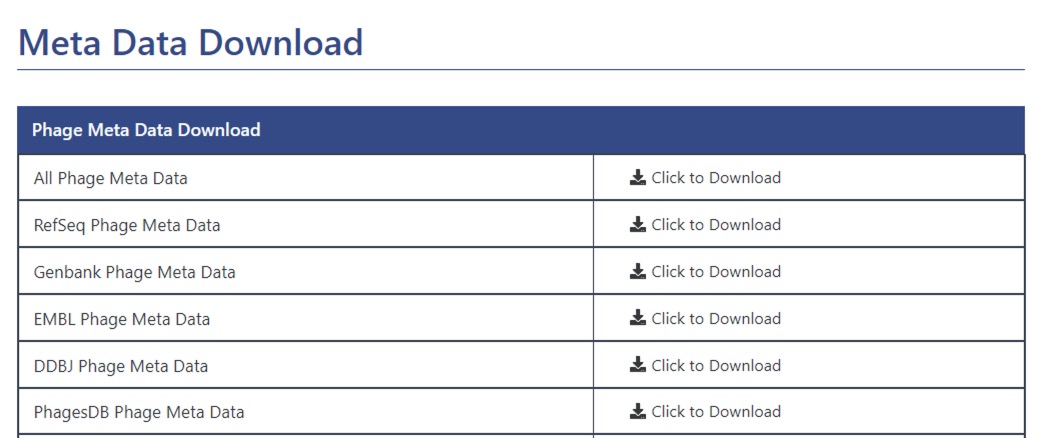 Meta Data Download
Phage Meta Data Download
All Phage Meta Data Click to Download
RefSeq Phage Meta Data Click to Download
Genbank Phage Meta Data Click to Download
EMBL Phage Meta Data Click to Download
DDBJ Phage Meta Data Click to Download
PhagesDB Phage Meta Data Click to Download